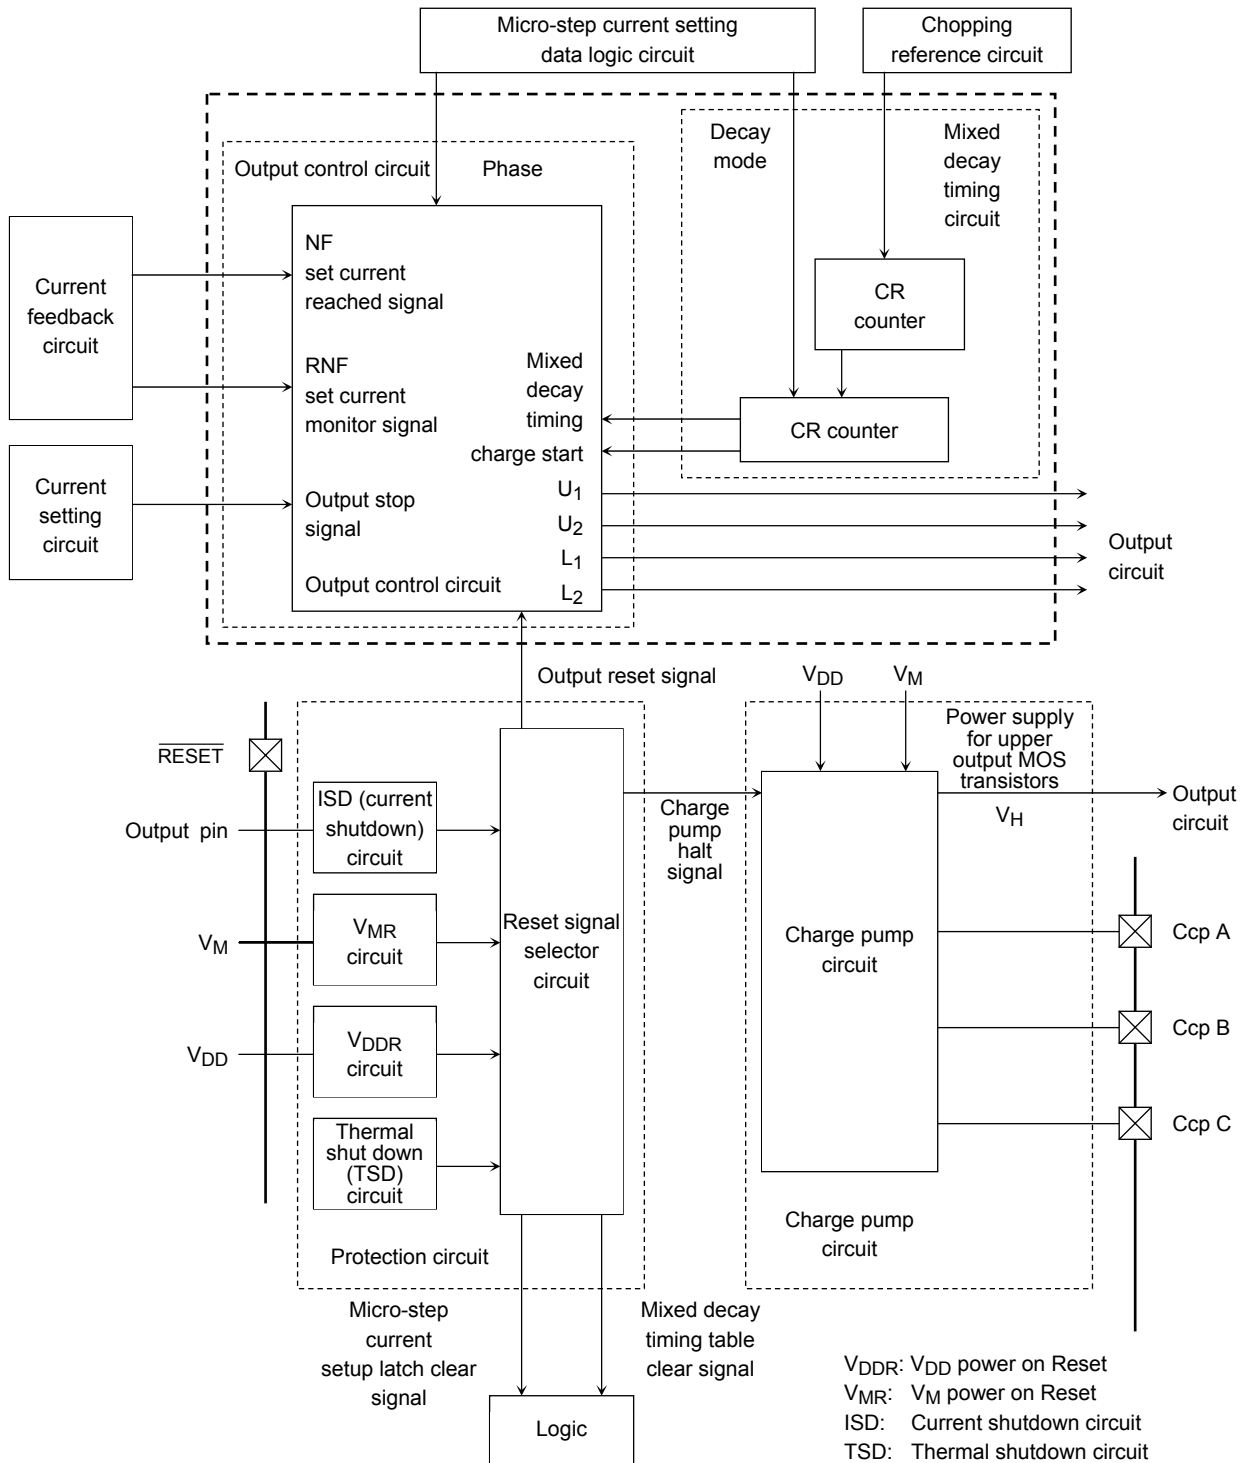 Micro-step current setting
data logic circuit
Chopping
reference circuit
Output control circuit
Phase
Decay
mode
Mixed
decay
timing
circuit
Current
feedback
circuit
NF
set current
reached signal
RNF
set current
monitor signal
Mixed
decay
timing
charge start
CR
counter
CR counter
Current
setting
circuit
Output stop
signal
Output control circuit
U1
U2
L1
L2
Output
circuit
Output reset signal
VDD
VM
RESET
Output pin
VM
VDD
ISD (current
shutdown)
circuit
VMR
circuit
VDDR
circuit
Thermal
shut down
(TSD)
circuit
Reset signal
selector
circuit
Protection circuit
Charge
pump
halt
signal
Power supply
for upper
output MOS
transistors
VH
Output
circuit
Charge pump
circuit
Ccp A
Ccp B
Ccp C
Charge pump
circuit
Micro-step
current
setup latch clear
signal
Mixed decay
timing table
clear signal
Logic
VDDR: VDD power on Reset
VMR: VM power on Reset
ISD: Current shutdown circuit
TSD: Thermal shutdown circuit